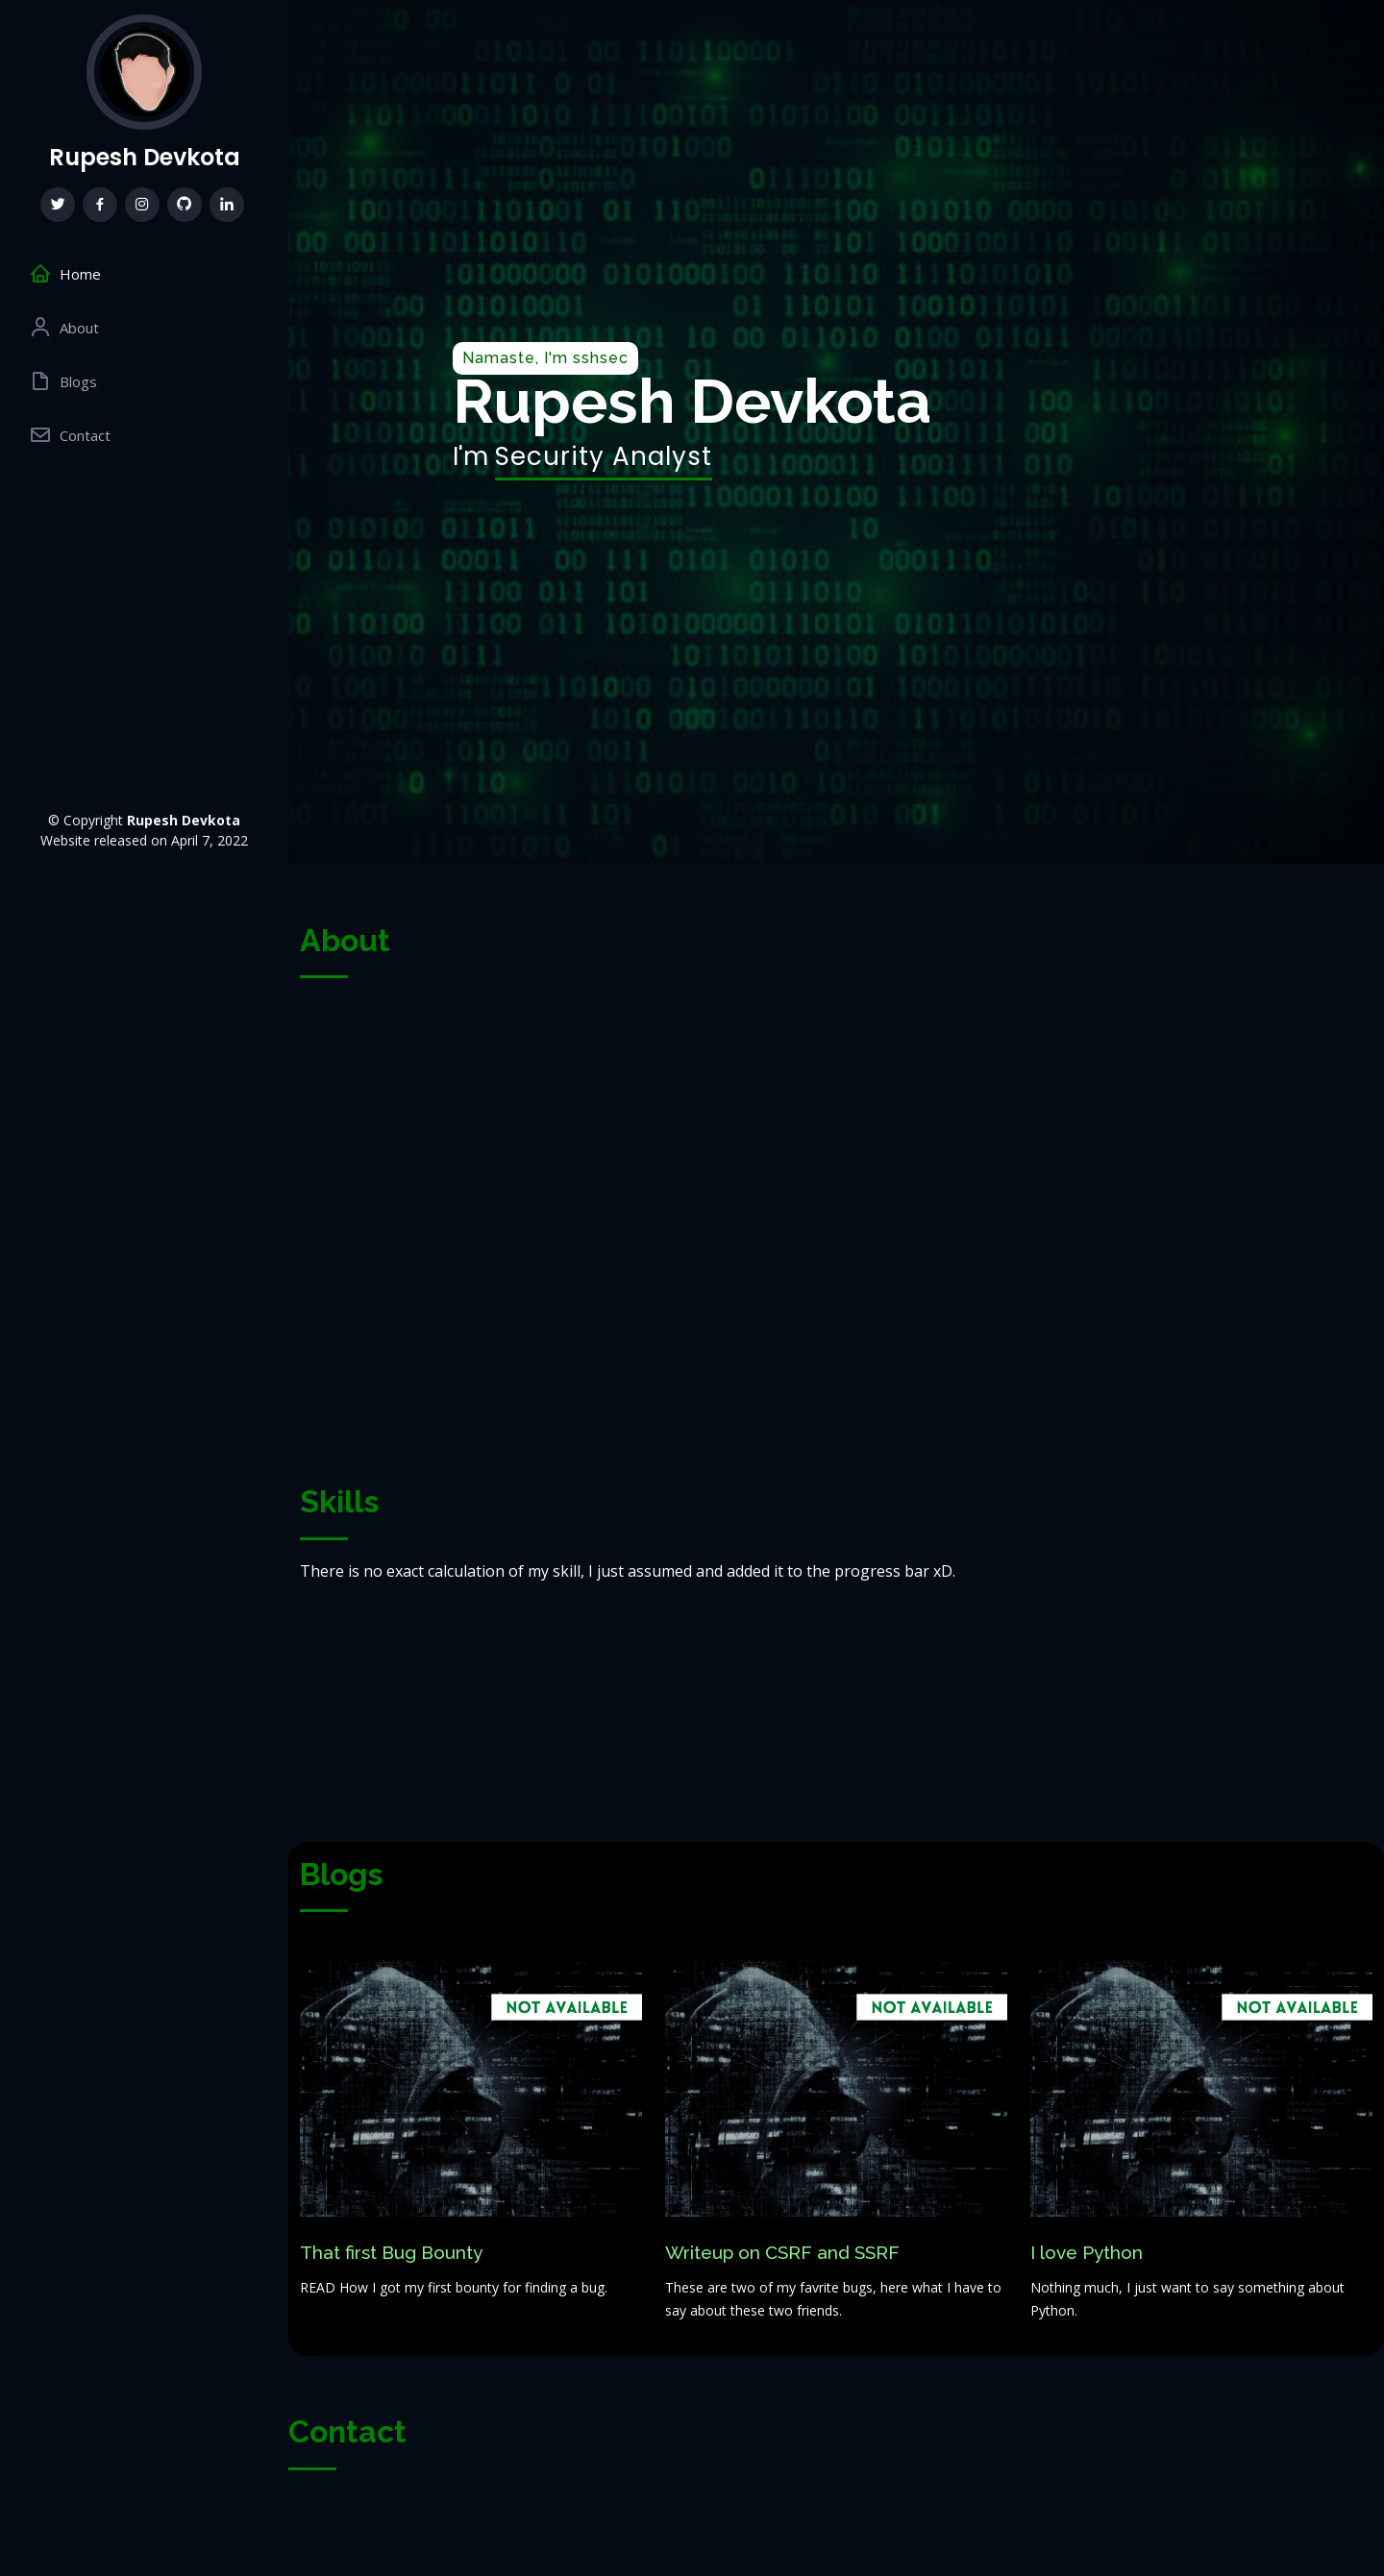 Rupesh Devkota
Home
About
Blogs
Contact
© Copyright Rupesh Devkota
Website released on April 7, 2022
Namaste, I'm sshsec
Rupesh Devkota
I'm Security Analyst
About
Skills
There is no exact calculation of my skill, I just assumed and added it to the progress bar xD.
Blogs
NOT AVAILABLE
That first Bug Bounty
READ How I got my first bounty for finding a bug.
NOT AVAILABLE
Writeup on CSRF and SSRF
These are two of my favrite bugs, here what I have to
say about these two friends.
NOT AVAILABLE
I love Python
Nothing much, I just want to say something about
Python.
Contact